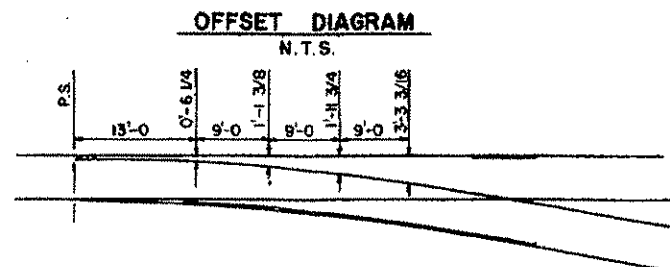 OFFSET DIAGRAM
N.T.S.
P.S.
0'-6 1/4
1'-1 3/8
1'-11 3/4
3'-3 3/16
13'-0
9'-0
9'-0
9'-0